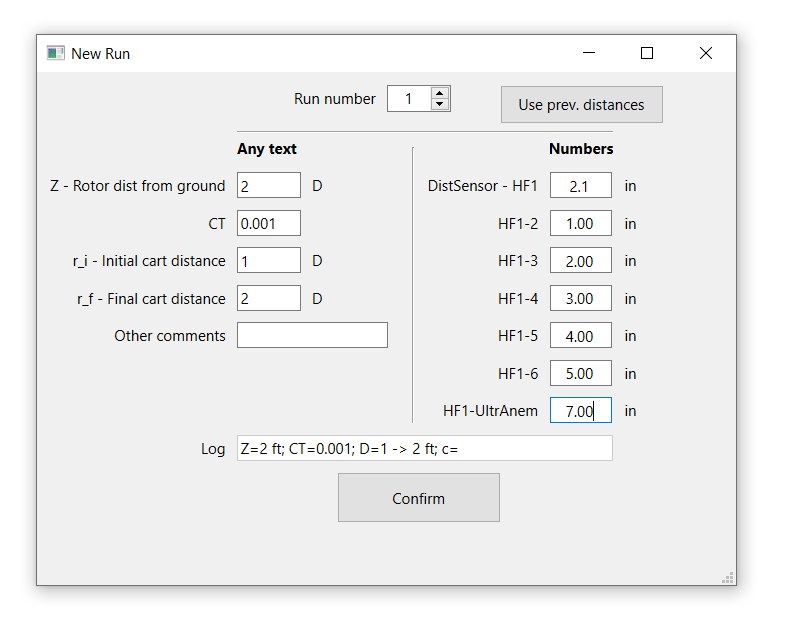 New Run
Run number 1 Use prev. distances
Any text Numbers
Z - Rotor dist from ground 2 D DistSensor - HF1 2.1 in
CT 0.001 HF1-2 1.00 in
r_i - Initial cart distance 1 D HF1-3 2.00 in
r_f - Final cart distance 2 D HF1-4 3.00 in
Other comments HF1-5 4.00 in
HF1-6 5.00 in
HF1-UltrAnem 7.00 in
Log Z=2 ft; CT=0.001; D=1 -> 2 ft; c=
Confirm